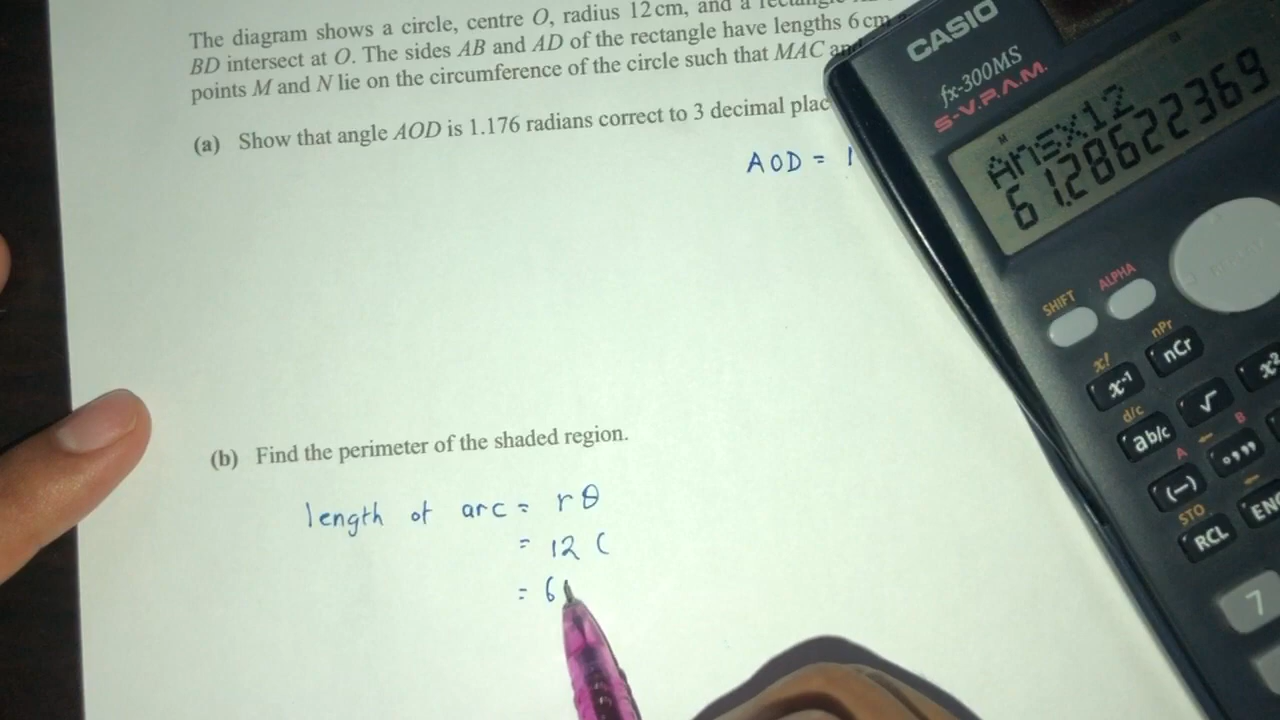 The diagram shows a circle, centre O, radius 12 cm, and a rectangle
BD intersect at O. The sides AB and AD of the rectangle have lengths 6 cm
points M and N lie on the circumference of the circle such that MAC and
(a) Show that angle AOD is 1.176 radians correct to 3 decimal plac
AOD = 1
(b) Find the perimeter of the shaded region.
length of arc = rθ
= 12 (
= 61
CASIO
fx-300MS
S-V.P.A.M.
M
Ans×12
61.28622369
SHIFT ALPHA
x! nPr
x-1 nCr
d/c
ab/c √ x²
A B
(−) °,,,
STO
RCL ENG
7